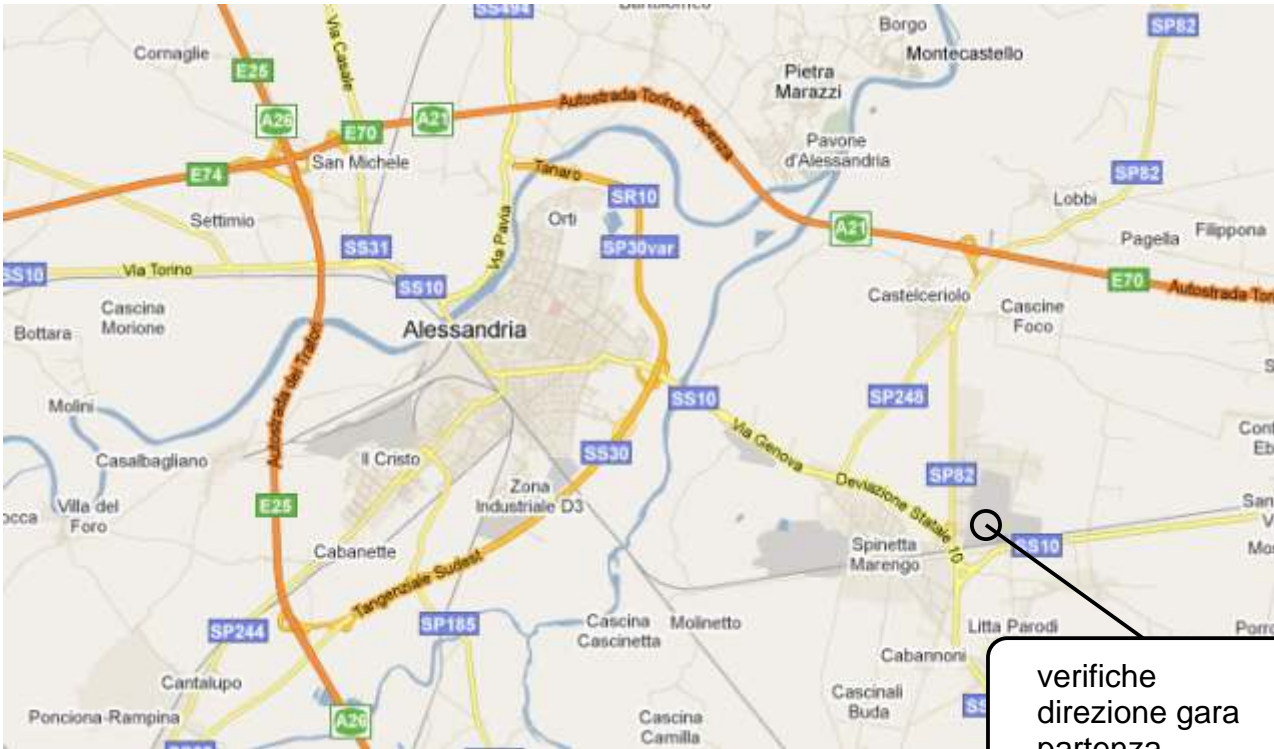 SS494
SP82
Borgo
Montecastello
Cornaglie
Via Casale
E25
Pietra
Marazzi
A26
A21
Autostrada Torino-Piacenza
E70
Pavone
d'Alessandria
San Michele
E74
Tanaro
SP82
SR10
Lobbi
Settimio
Orti
A21
Filippona
Via Pavia
SP30var
Pagella
SS31
SS10
Via Torino
SS10
E70
Castelceriolo
Cascina
Morione
Cascine
Foco
Bottara
Alessandria
Autostrada dei Trafori
SP248
SS10
Molini
Via Genova
Casalbagliano
Il Cristo
SS30
SP82
Deviazione Statale 10
Zona
Industriale D3
E25
Villa del
Foro
Cabanette
Spinetta
Marengo
SS10
Tangenziale Sudest
SP244
SP185
Cascina
Cascinetta
Molinetto
Litta Parodi
Cabannoni
Cantalupo
Cascinali
Buda
Ponciona-Rampina
A26
Cascina
Camilla
verifiche
direzione gara
partenza